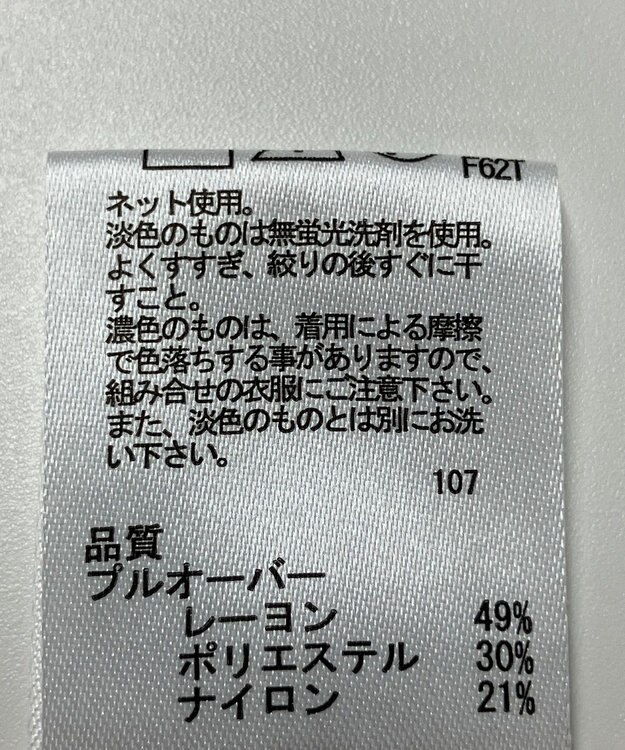 F62T
ネット使用。
淡色のものは無蛍光洗剤を使用。
よくすすぎ、絞りの後すぐに干
すこと。
濃色のものは、着用による摩擦
で色落ちする事がありますので、
組み合せの衣服にご注意下さい。
また、淡色のものとは別にお洗
い下さい。
107
品質
プルオーバー
レーヨン 49%
ポリエステル 30%
ナイロン 21%